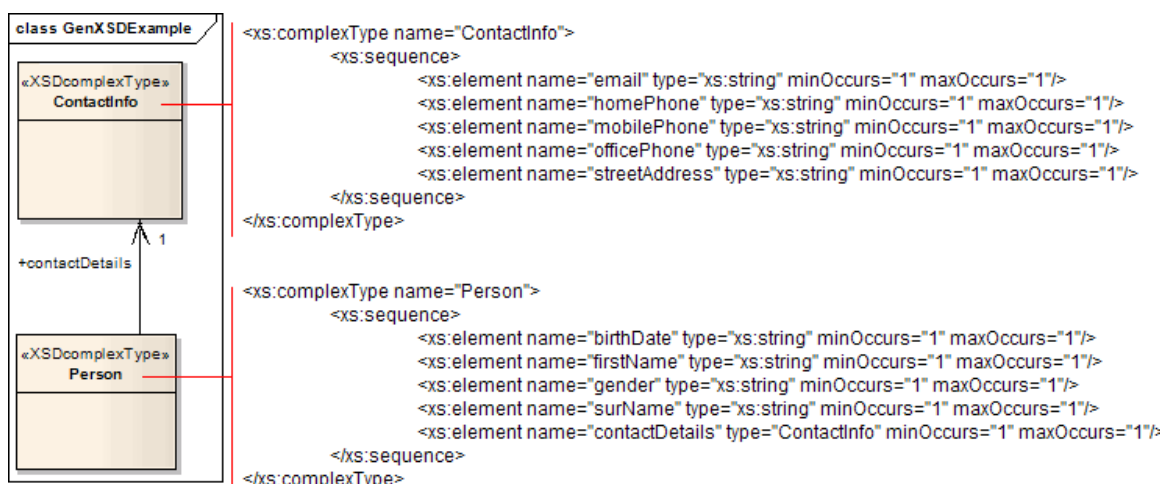 class GenXSDExample
«XSDcomplexType»
ContactInfo
1
+contactDetails
«XSDcomplexType»
Person
<xs:complexType name="ContactInfo">
<xs:sequence>
<xs:element name="email" type="xs:string" minOccurs="1" maxOccurs="1"/>
<xs:element name="homePhone" type="xs:string" minOccurs="1" maxOccurs="1"/>
<xs:element name="mobilePhone" type="xs:string" minOccurs="1" maxOccurs="1"/>
<xs:element name="officePhone" type="xs:string" minOccurs="1" maxOccurs="1"/>
<xs:element name="streetAddress" type="xs:string" minOccurs="1" maxOccurs="1"/>
</xs:sequence>
</xs:complexType>
<xs:complexType name="Person">
<xs:sequence>
<xs:element name="birthDate" type="xs:string" minOccurs="1" maxOccurs="1"/>
<xs:element name="firstName" type="xs:string" minOccurs="1" maxOccurs="1"/>
<xs:element name="gender" type="xs:string" minOccurs="1" maxOccurs="1"/>
<xs:element name="surName" type="xs:string" minOccurs="1" maxOccurs="1"/>
<xs:element name="contactDetails" type="ContactInfo" minOccurs="1" maxOccurs="1"/>
</xs:sequence>
</xs:complexType>